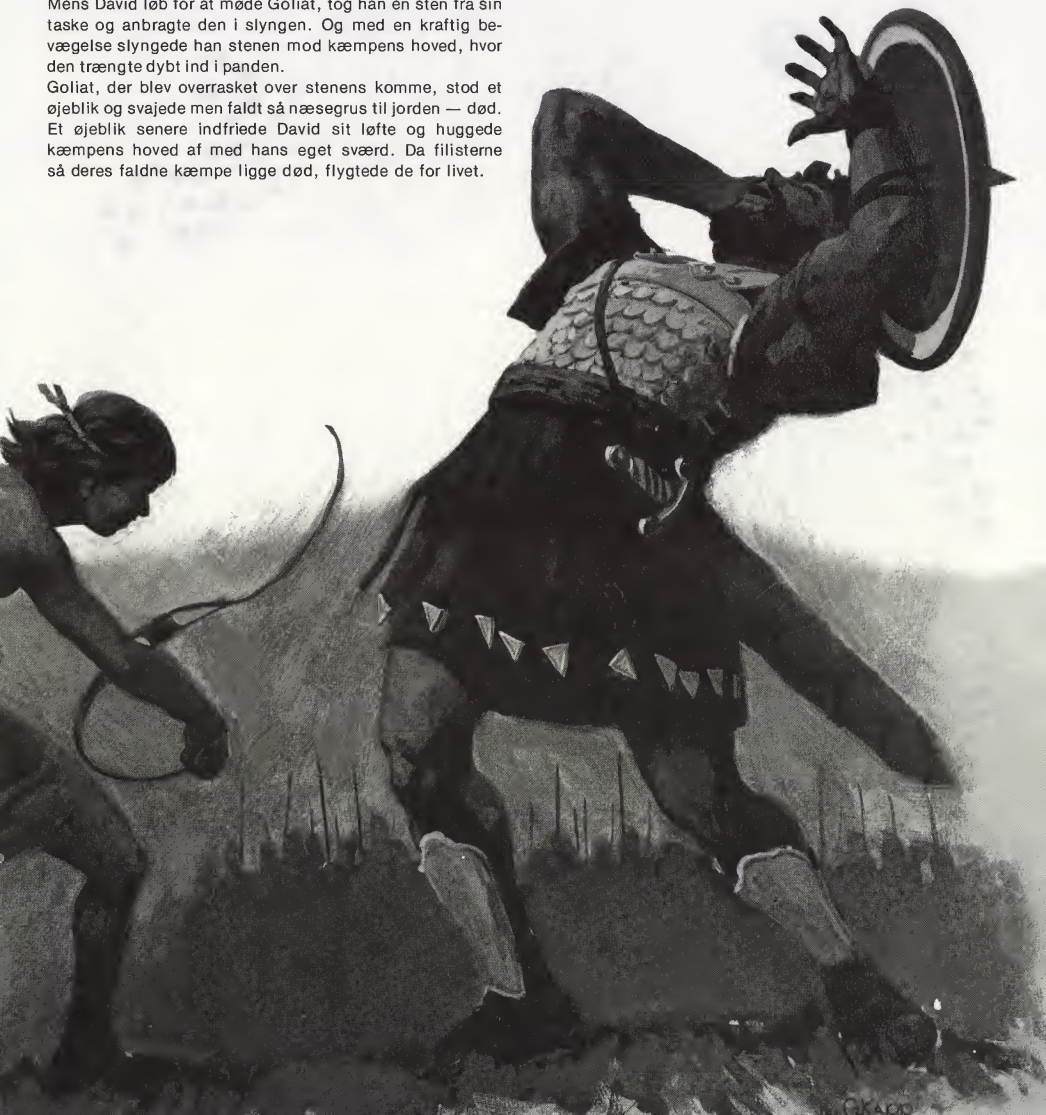 Mens David løb for at møde Goliat, tog han en sten fra sin
taske og anbragte den i slyngen. Og med en kraftig be-
vægelse slyngede han stenen mod kæmpens hoved, hvor
den trængte dybt ind i panden.
Goliat, der blev overrasket over stenens komme, stod et
øjeblik og svajede men faldt så næsegrus til jorden — død.
Et øjeblik senere indfriede David sit løfte og huggede
kæmpens hoved af med hans eget sværd. Da filisterne
så deres faldne kæmpe ligge død, flygtede de for livet.